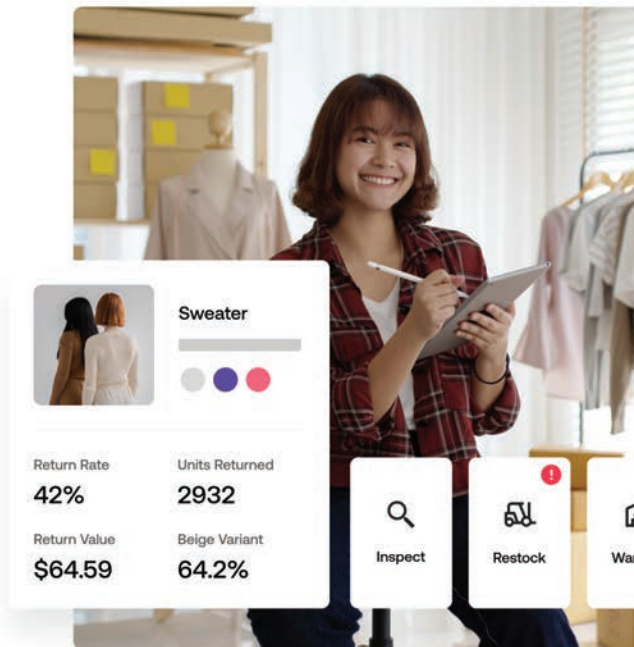 Sweater
Return Rate Units Returned
42% 2932
Return Value Beige Variant
$64.59 64.2%
!
Inspect Restock